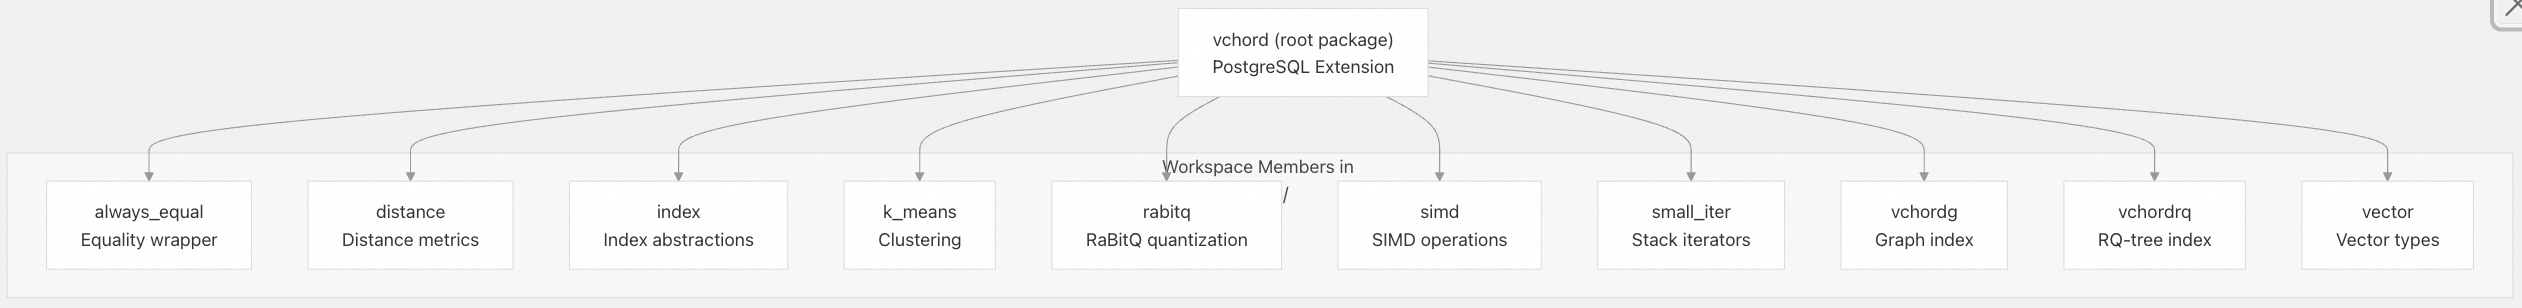 vchord (root package)
PostgreSQL Extension
Workspace Members in
/
always_equal
Equality wrapper
distance
Distance metrics
index
Index abstractions
k_means
Clustering
rabitq
RaBitQ quantization
simd
SIMD operations
small_iter
Stack iterators
vchordg
Graph index
vchordrq
RQ-tree index
vector
Vector types